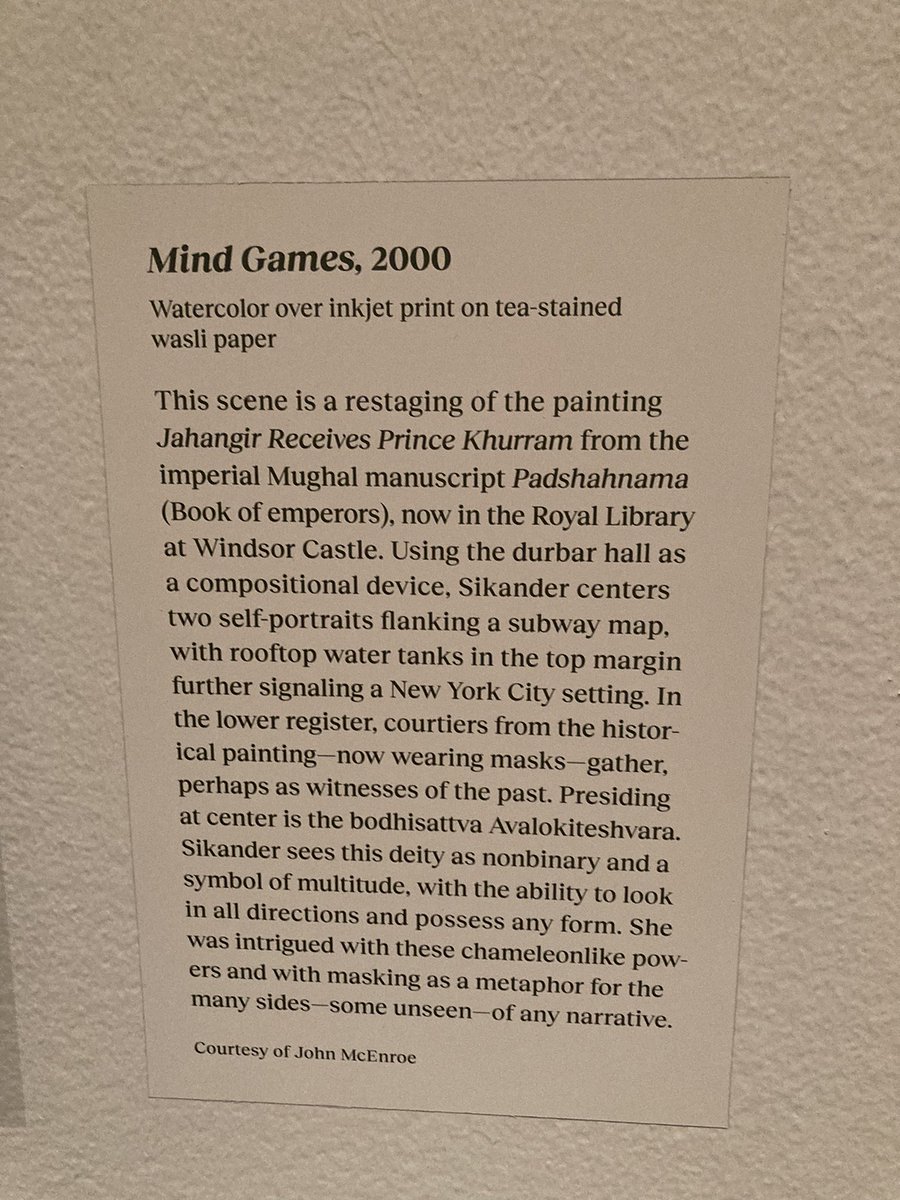 Mind Games, 2000
Watercolor over inkjet print on tea-stained
wasli paper
This scene is a restaging of the painting
Jahangir Receives Prince Khurram from the
imperial Mughal manuscript Padshahnama
(Book of emperors), now in the Royal Library
at Windsor Castle. Using the durbar hall as
a compositional device, Sikander centers
two self-portraits flanking a subway map,
with rooftop water tanks in the top margin
further signaling a New York City setting. In
the lower register, courtiers from the histor-
ical painting—now wearing masks—gather,
perhaps as witnesses of the past. Presiding
at center is the bodhisattva Avalokiteshvara.
Sikander sees this deity as nonbinary and a
symbol of multitude, with the ability to look
in all directions and possess any form. She
was intrigued with these chameleonlike pow-
ers and with masking as a metaphor for the
many sides—some unseen—of any narrative.
Courtesy of John McEnroe